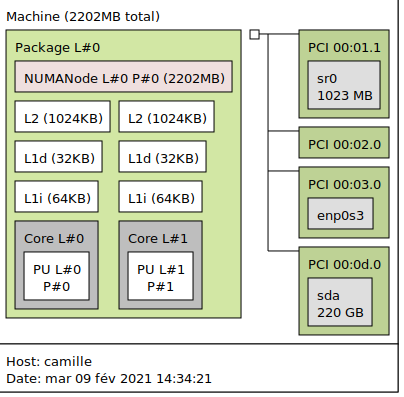 Machine (2202MB total)
Package L#0
NUMANode L#0 P#0 (2202MB)
L2 (1024KB)
L2 (1024KB)
L1d (32KB)
L1d (32KB)
L1i (64KB)
L1i (64KB)
Core L#0
PU L#0
P#0
Core L#1
PU L#1
P#1
PCI 00:01.1
sr0
1023 MB
PCI 00:02.0
PCI 00:03.0
enp0s3
PCI 00:0d.0
sda
220 GB
Host: camille
Date: mar 09 fév 2021 14:34:21